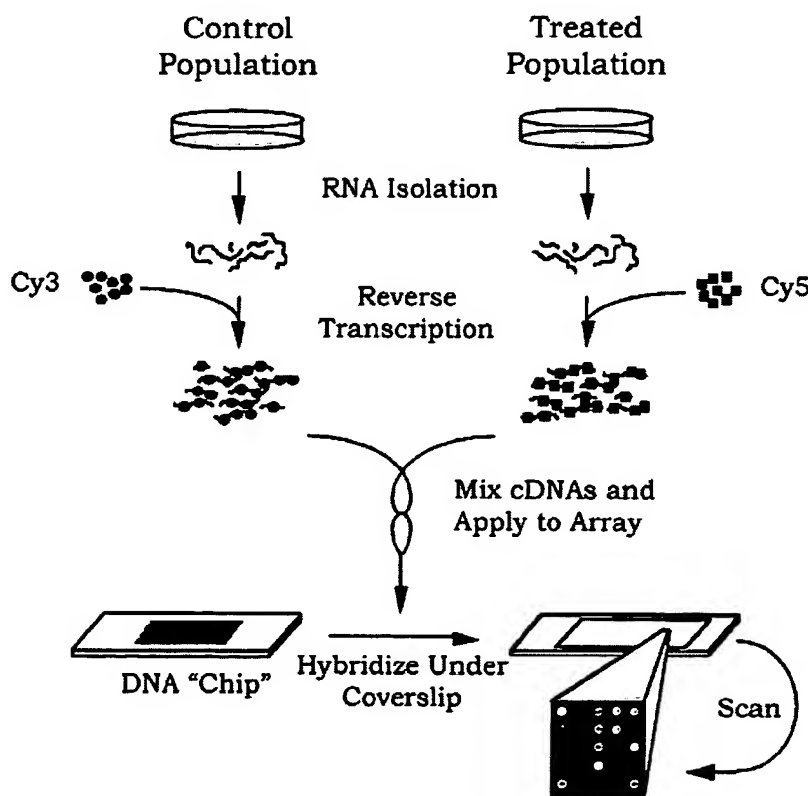 Control
Population
Treated
Population
RNA Isolation
Cy3
Reverse
Transcription
Cy5
Mix cDNAs and
Apply to Array
DNA “Chip”
Hybridize Under
Coverslip
Scan